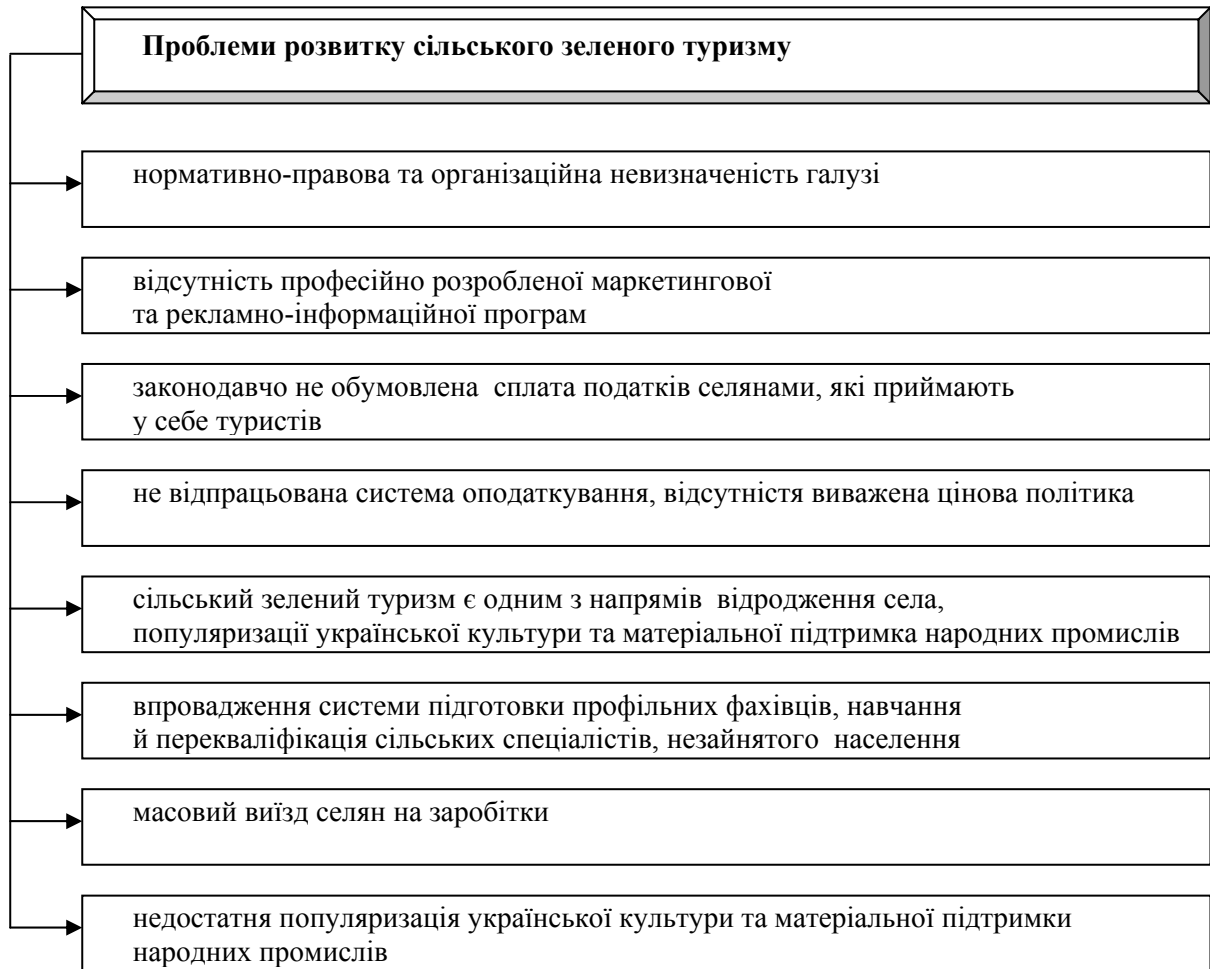 Проблеми розвитку сільського зеленого туризму
нормативно-правова та організаційна невизначеність галузі
відсутність професійно розробленої маркетингової
та рекламно-інформаційної програм
законодавчо не обумовлена сплата податків селянами, які приймають
у себе туристів
не відпрацьована система оподаткування, відсутністя виважена цінова політика
сільський зелений туризм є одним з напрямів відродження села,
популяризації української культури та матеріальної підтримка народних промислів
впровадження системи підготовки профільних фахівців, навчання
й перекваліфікація сільських спеціалістів, незайнятого населення
масовий виїзд селян на заробітки
недостатня популяризація української культури та матеріальної підтримки
народних промислів